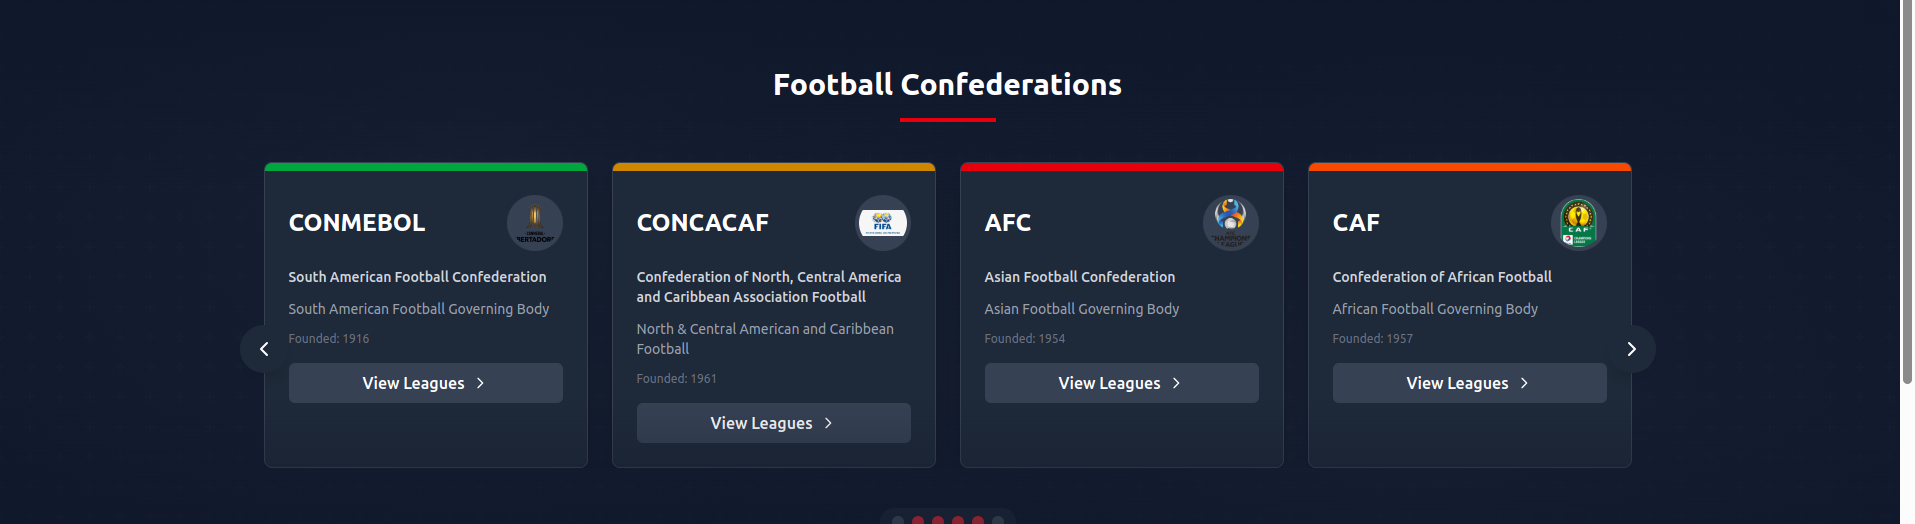 Football Confederations
CONMEBOL
South American Football Confederation
South American Football Governing Body
Founded: 1916
View Leagues
CONCACAF
FIFA
Confederation of North, Central America
and Caribbean Association Football
North & Central American and Caribbean
Football
Founded: 1961
View Leagues
AFC
Asian Football Confederation
Asian Football Governing Body
Founded: 1954
View Leagues
CAF
CAF
Confederation of African Football
African Football Governing Body
Founded: 1957
View Leagues